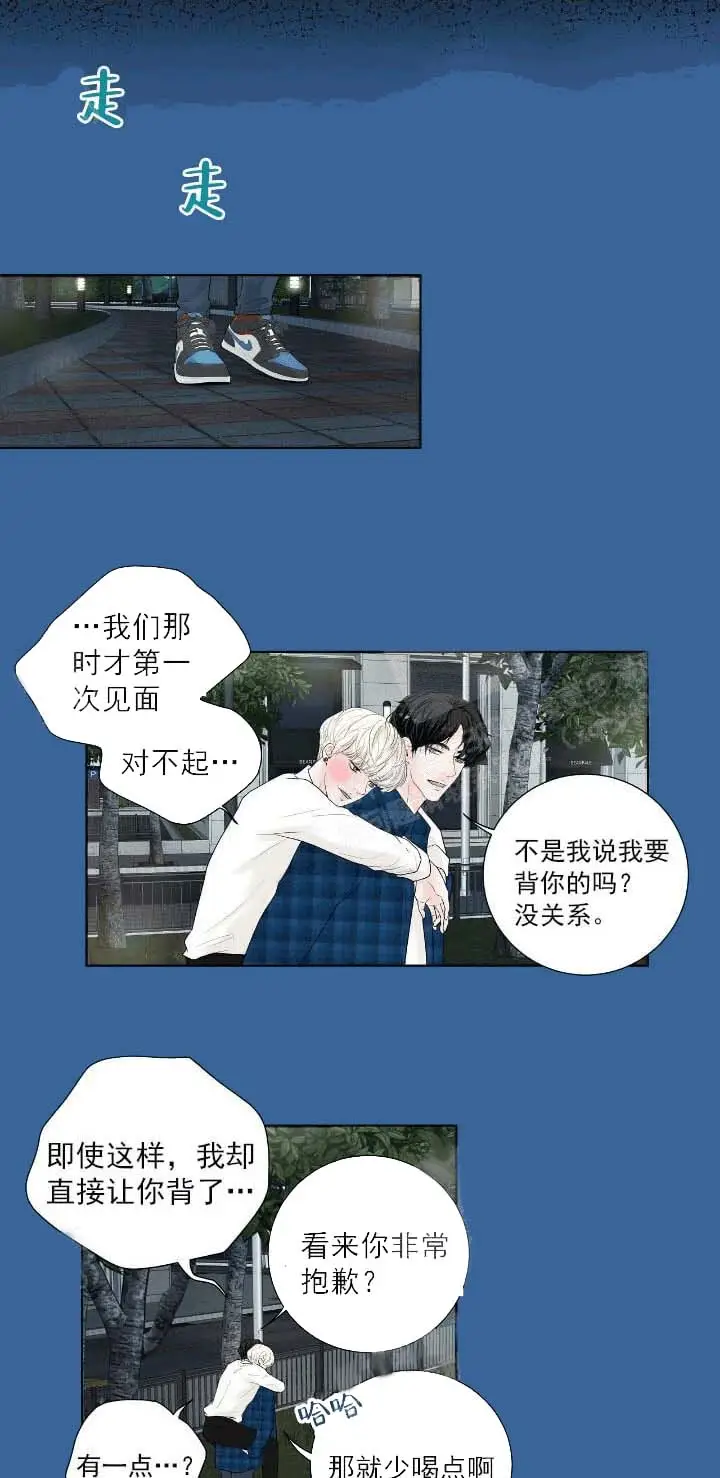 走
走
…我们那
时才第一
次见面
对不起…
不是我说我要
背你的吗？
没关系。
即使这样，我却
直接让你背了…
看来你非常
抱歉？
哈哈
有一点…？
那就少喝点啊